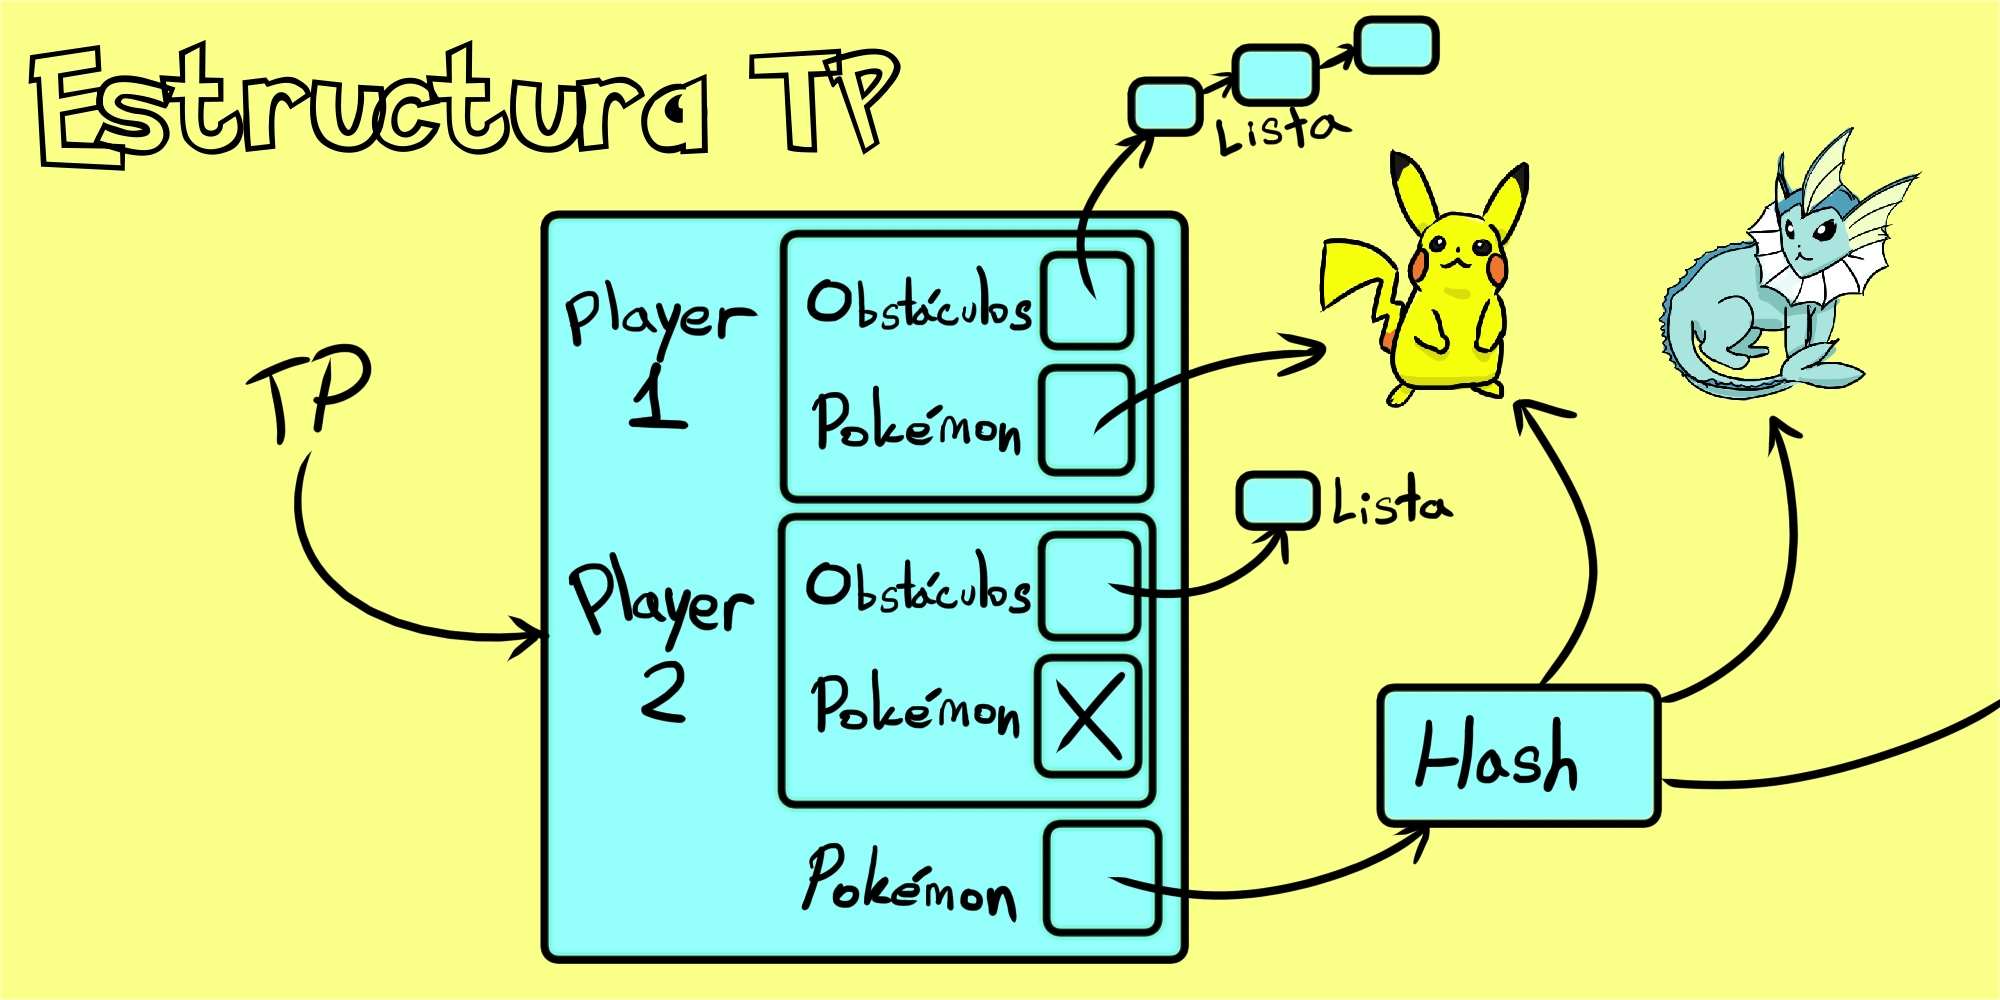 Estructura TP
Lista
Player
1
Obstáculos
Pokémon
TP
Lista
Player
2
Obstáculos
Pokémon
Hash
Pokémon